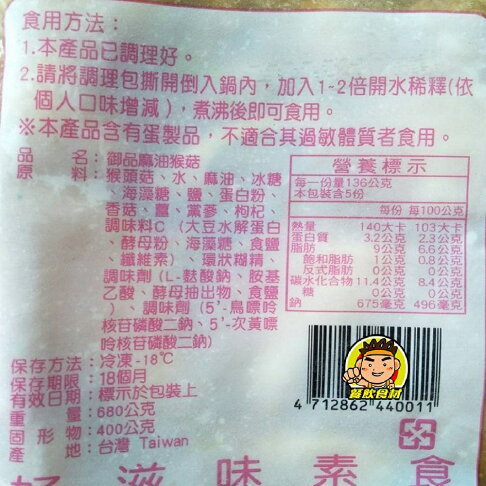 食用方法：
1.本產品已調理好。
2.請將調理包撕開倒入鍋內，加入1~2倍開水稀釋(依
個人口味增減)，煮沸後即可食用。
※本產品含有蛋製品，不適合其過敏體質者食用。
品名：御品麻油猴菇
原料：猴頭菇、水、麻油、冰糖
、海藻糖、鹽、蛋白粉、
香菇、薑、黨蔘、枸杞、
調味料C(大豆水解蛋白
、酵母粉、海藻糖、食鹽
、纖維素)、環狀糊精、
調味劑(L-麩酸鈉、胺基
乙酸、酵母抽出物、食鹽
)、調味劑(5'-鳥嘌呤
核苷磷酸二鈉、5'-次黃嘌
呤核苷磷酸二鈉)
保存方法：冷凍-18℃
保存期限：18個月
有效日期：標示於包裝上
重量：680公克
固形物：400公克
產地：台灣 Taiwan
營養標示
每一份量136公克
本包裝含5份
每份 每100公克
熱量 140大卡 103大卡
蛋白質 3.2公克 2.3公克
脂肪 9公克 6.6公克
飽和脂肪 1公克 0.8公克
反式脂肪 0公克 0公克
碳水化合物 11.4公克 8.4公克
糖 0公克 0公克
鈉 675毫克 496毫克
餐飲食材
4 712862 440011
好滋味素食